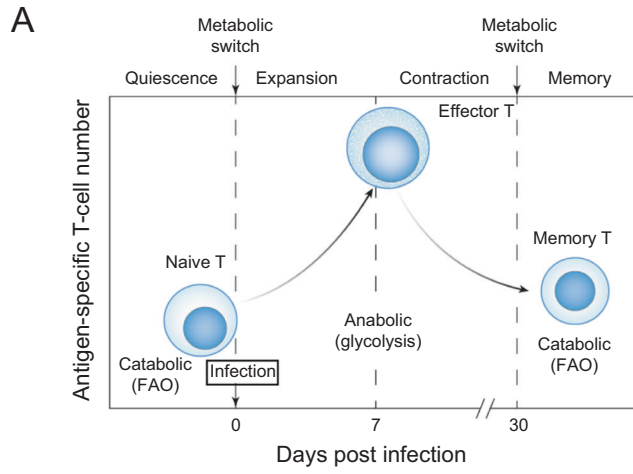 A
Metabolic
switch
Metabolic
switch
Quiescence
Expansion
Contraction
Memory
Antigen-specific T-cell number
Effector T
Naive T
Memory T
Catabolic
(FAO)
Infection
Anabolic
(glycolysis)
Catabolic
(FAO)
0
7
30
Days post infection